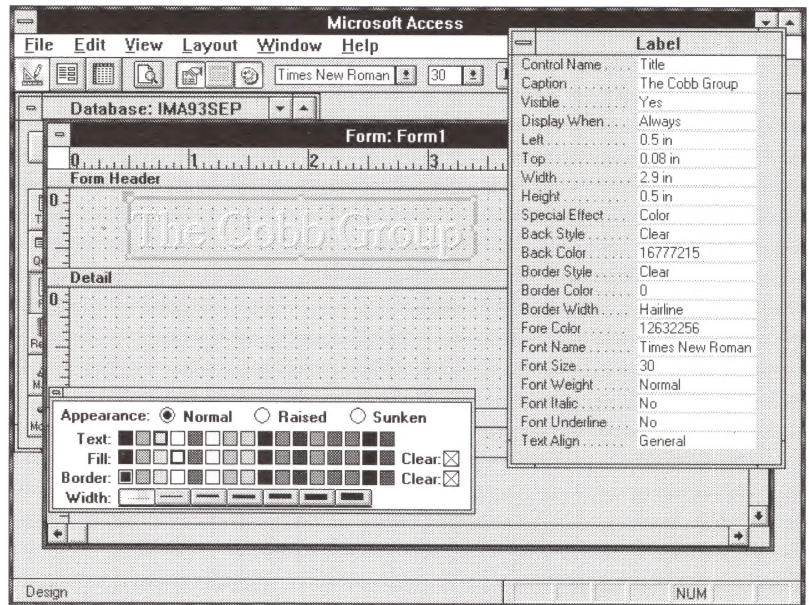 Microsoft Access
File Edit View Layout Window Help
Times New Roman 30
Database: IMA93SEP
Form: Form1
0 1 2 3
Form Header
0
The Cobb Group
Detail
0
Appearance: Normal Raised Sunken
Text:
Fill: Clear:
Border: Clear:
Width:
Label
Control Name . . . . Title
Caption . . . . The Cobb Group
Visible . . . . Yes
Display When . . . . Always
Left . . . . 0.5 in
Top . . . . 0.08 in
Width . . . . 2.9 in
Height . . . . 0.5 in
Special Effect . . . . Color
Back Style . . . . Clear
Back Color . . . . 16777215
Border Style . . . . Clear
Border Color . . . . 0
Border Width . . . . Hairline
Fore Color . . . . 12632256
Font Name . . . . Times New Roman
Font Size . . . . 30
Font Weight . . . . Normal
Font Italic . . . . No
Font Underline . . . . No
Text Align . . . . General
Design NUM